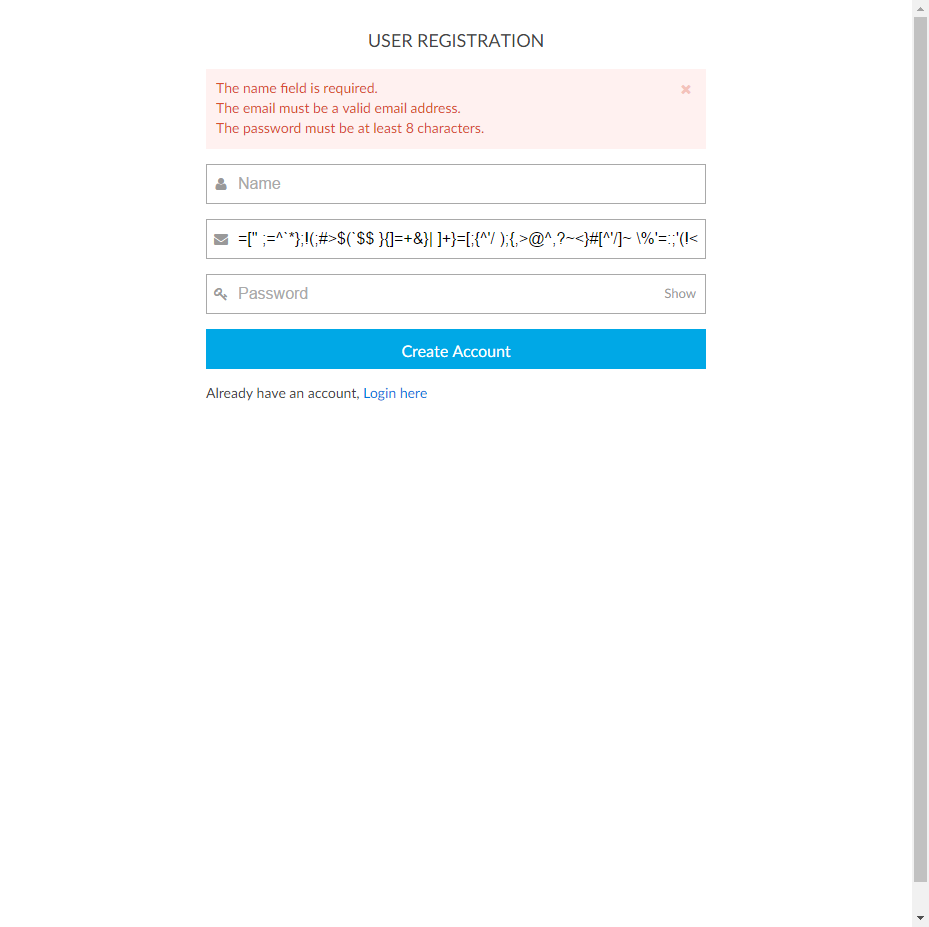 USER REGISTRATION
The name field is required.
The email must be a valid email address.
The password must be at least 8 characters.
Name
=[" ;=^`*};!(;#>$(`$$ }{]=+&}| ]+}=[;{^'/ );{,>@^,?~<}#[^'/]~ \%'=:;'(!<
Password Show
Create Account
Already have an account, Login here